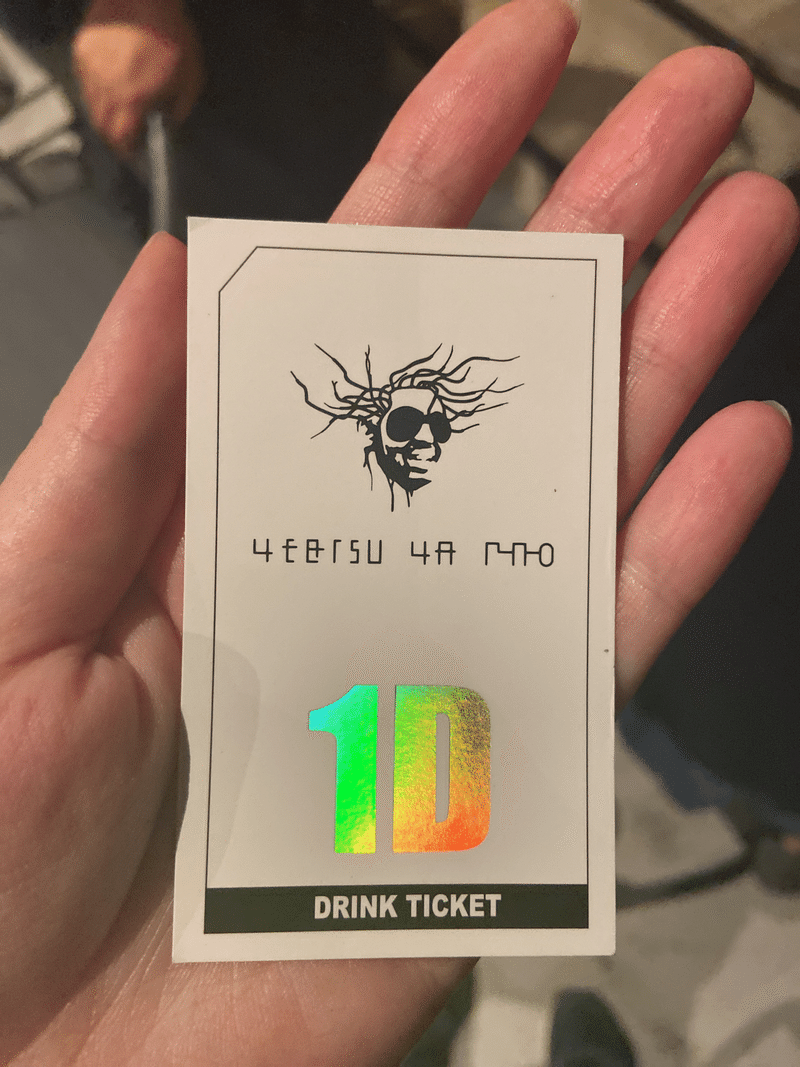 YEBISU YA PRO
1D
DRINK TICKET